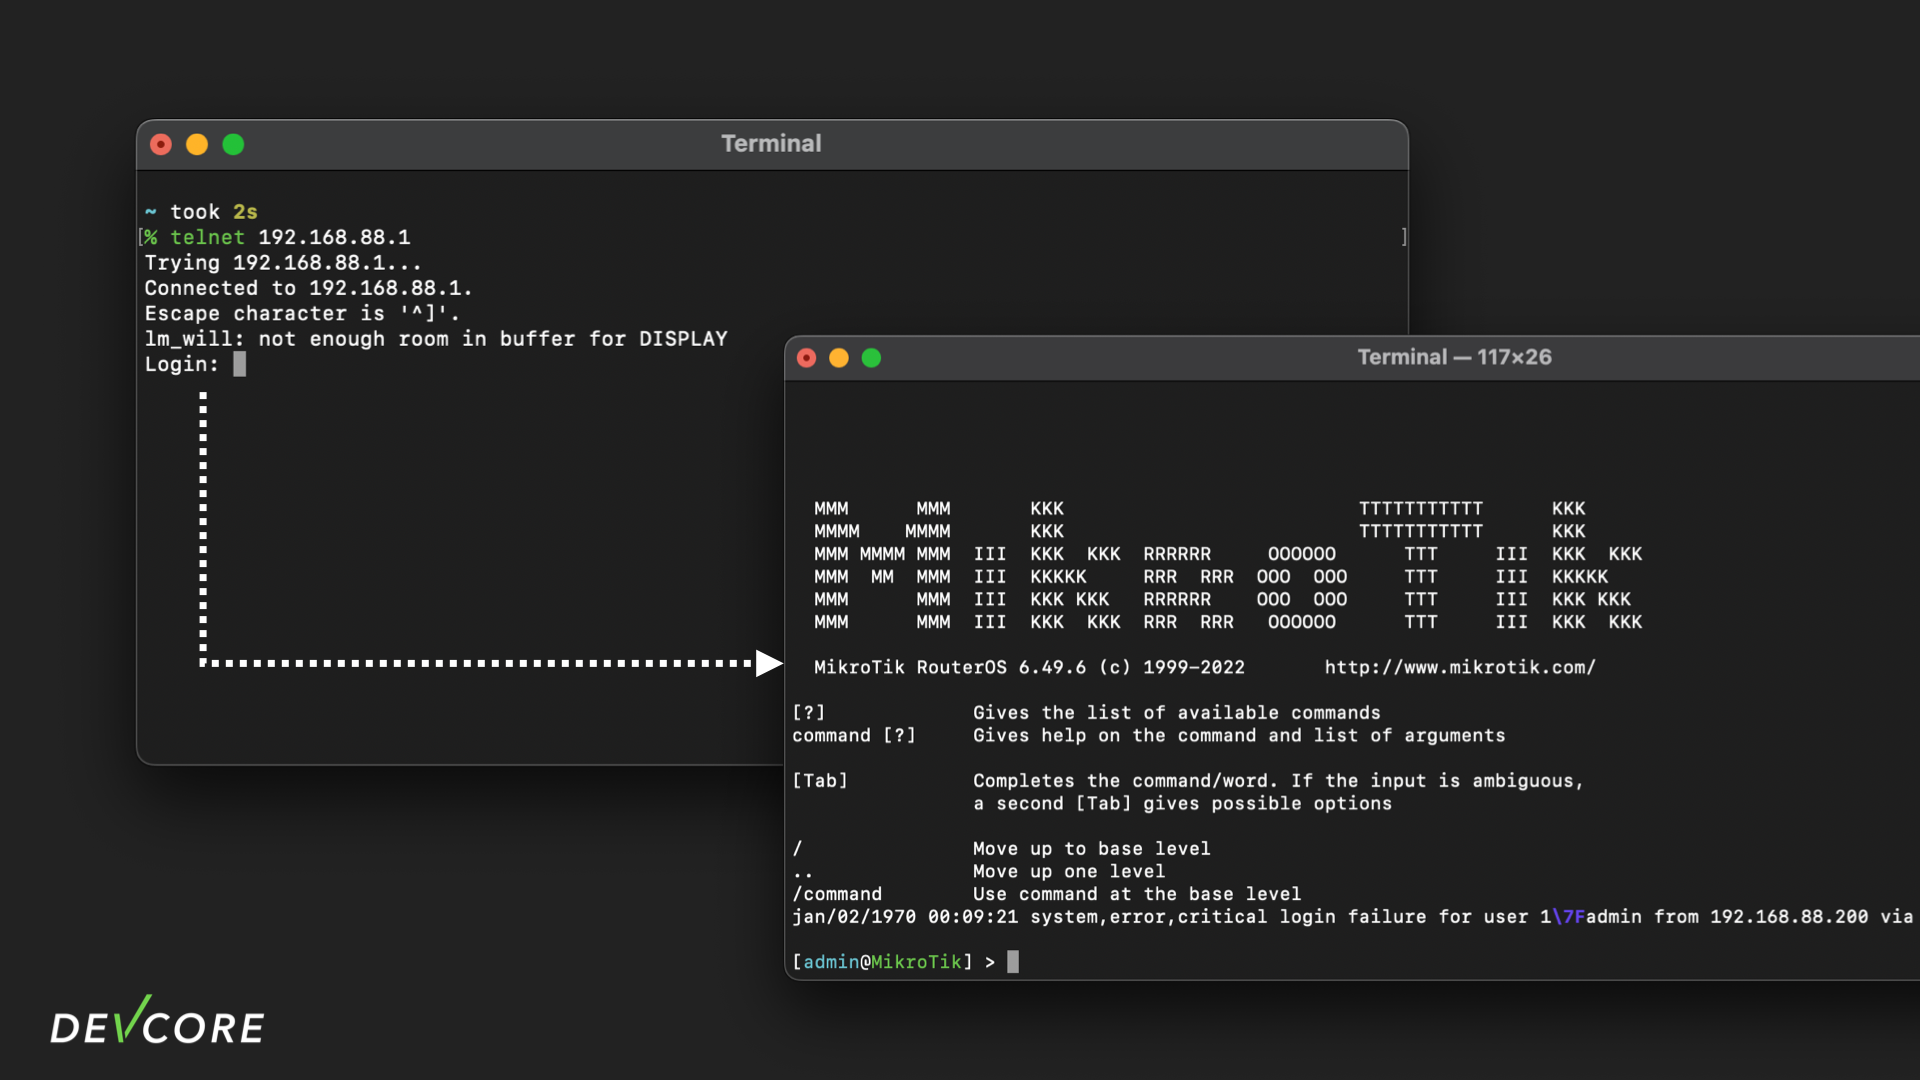 Terminal
~ took 2s
[% telnet 192.168.88.1 ]
Trying 192.168.88.1...
Connected to 192.168.88.1.
Escape character is '^]'.
lm_will: not enough room in buffer for DISPLAY
Login:
Terminal — 117×26
  MMM      MMM       KKK                          TTTTTTTTTTT      KKK
  MMMM    MMMM       KKK                          TTTTTTTTTTT      KKK
  MMM MMMM MMM  III  KKK  KKK  RRRRRR     OOOOOO      TTT     III  KKK  KKK
  MMM  MM  MMM  III  KKKKK     RRR  RRR  OOO  OOO     TTT     III  KKKKK
  MMM      MMM  III  KKK KKK   RRRRRR    OOO  OOO     TTT     III  KKK KKK
  MMM      MMM  III  KKK  KKK  RRR  RRR   OOOOOO      TTT     III  KKK  KKK
  MikroTik RouterOS 6.49.6 (c) 1999-2022       http://www.mikrotik.com/
[?]             Gives the list of available commands
command [?]     Gives help on the command and list of arguments
[Tab]           Completes the command/word. If the input is ambiguous,
                a second [Tab] gives possible options
/               Move up to base level
..              Move up one level
/command        Use command at the base level
jan/02/1970 00:09:21 system,error,critical login failure for user 1\7Fadmin from 192.168.88.200 via
[admin@MikroTik] >
DEVCORE